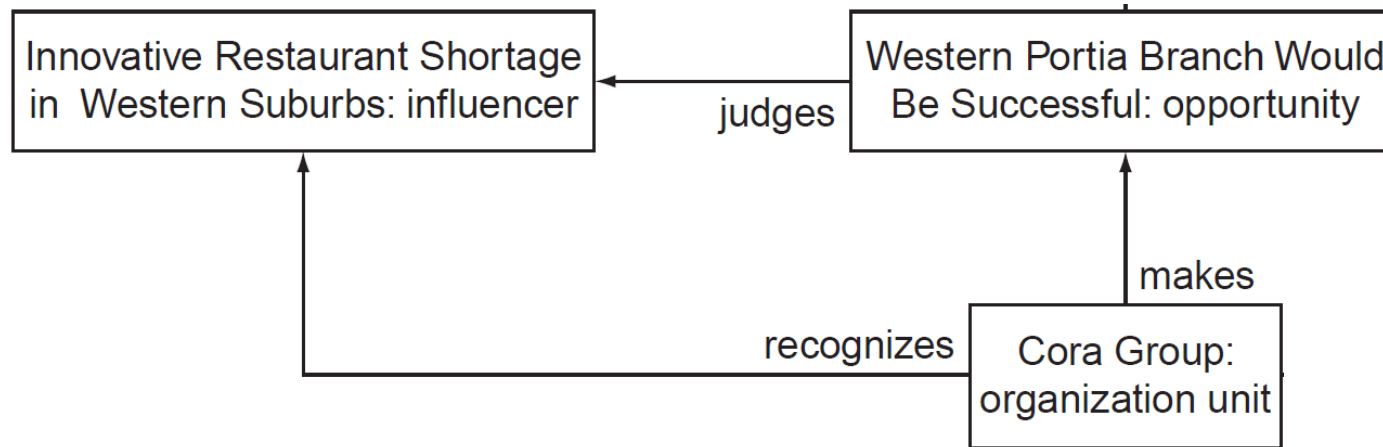 Innovative Restaurant Shortage
in Western Suburbs: influencer
Western Portia Branch Would
Be Successful: opportunity
judges
makes
recognizes
Cora Group:
organization unit